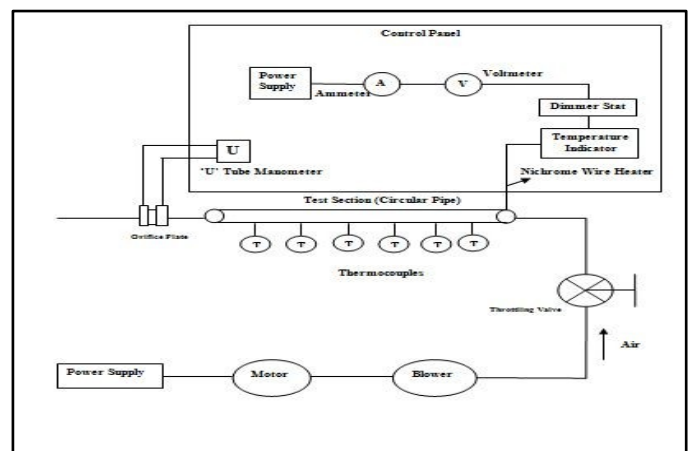 Control Panel
Power
Supply
Ammeter
A
V
Voltmeter
Dimmer Stat
Temperature
Indicator
U
'U' Tube Manometer
Nichrome Wire Heater
Test Section (Circular Pipe)
Orifice Plate
T T T T T T
Thermocouples
Throttling Valve
Air
Power Supply
Motor
Blower